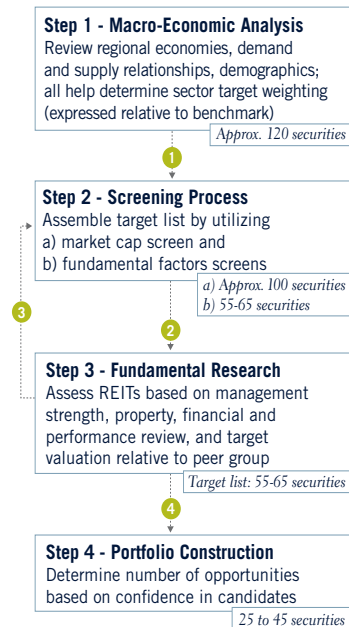 Step 1 - Macro-Economic Analysis
Review regional economies, demand
and supply relationships, demographics;
all help determine sector target weighting
(expressed relative to benchmark)
Approx. 120 securities
1
Step 2 - Screening Process
Assemble target list by utilizing
a) market cap screen and
b) fundamental factors screens
a) Approx. 100 securities
b) 55-65 securities
3
2
Step 3 - Fundamental Research
Assess REITs based on management
strength, property, financial and
performance review, and target
valuation relative to peer group
Target list: 55-65 securities
4
Step 4 - Portfolio Construction
Determine number of opportunities
based on confidence in candidates
25 to 45 securities